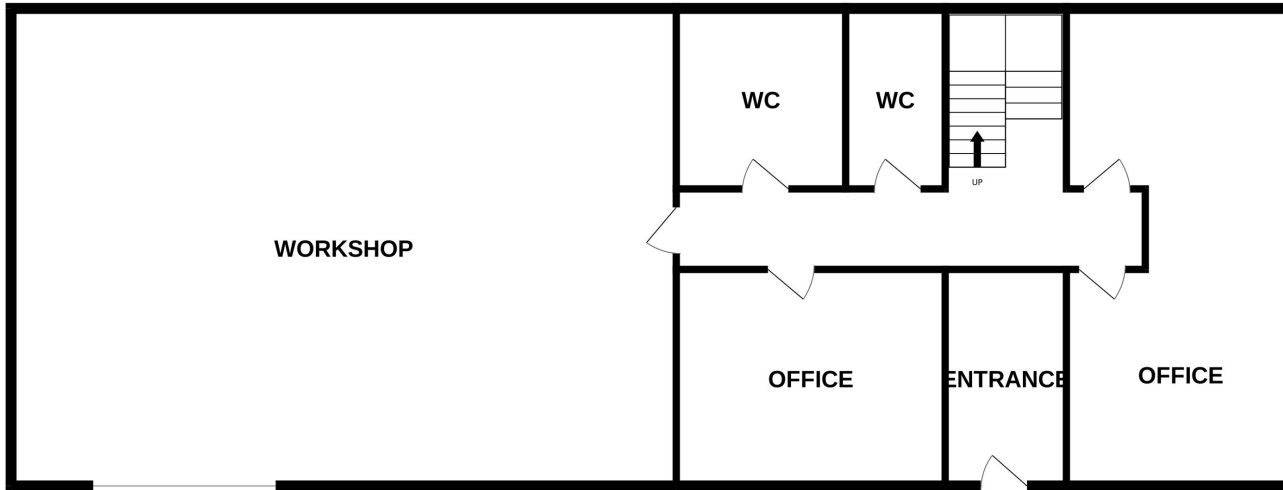 WC
WC
UP
WORKSHOP
OFFICE
ENTRANCE
OFFICE